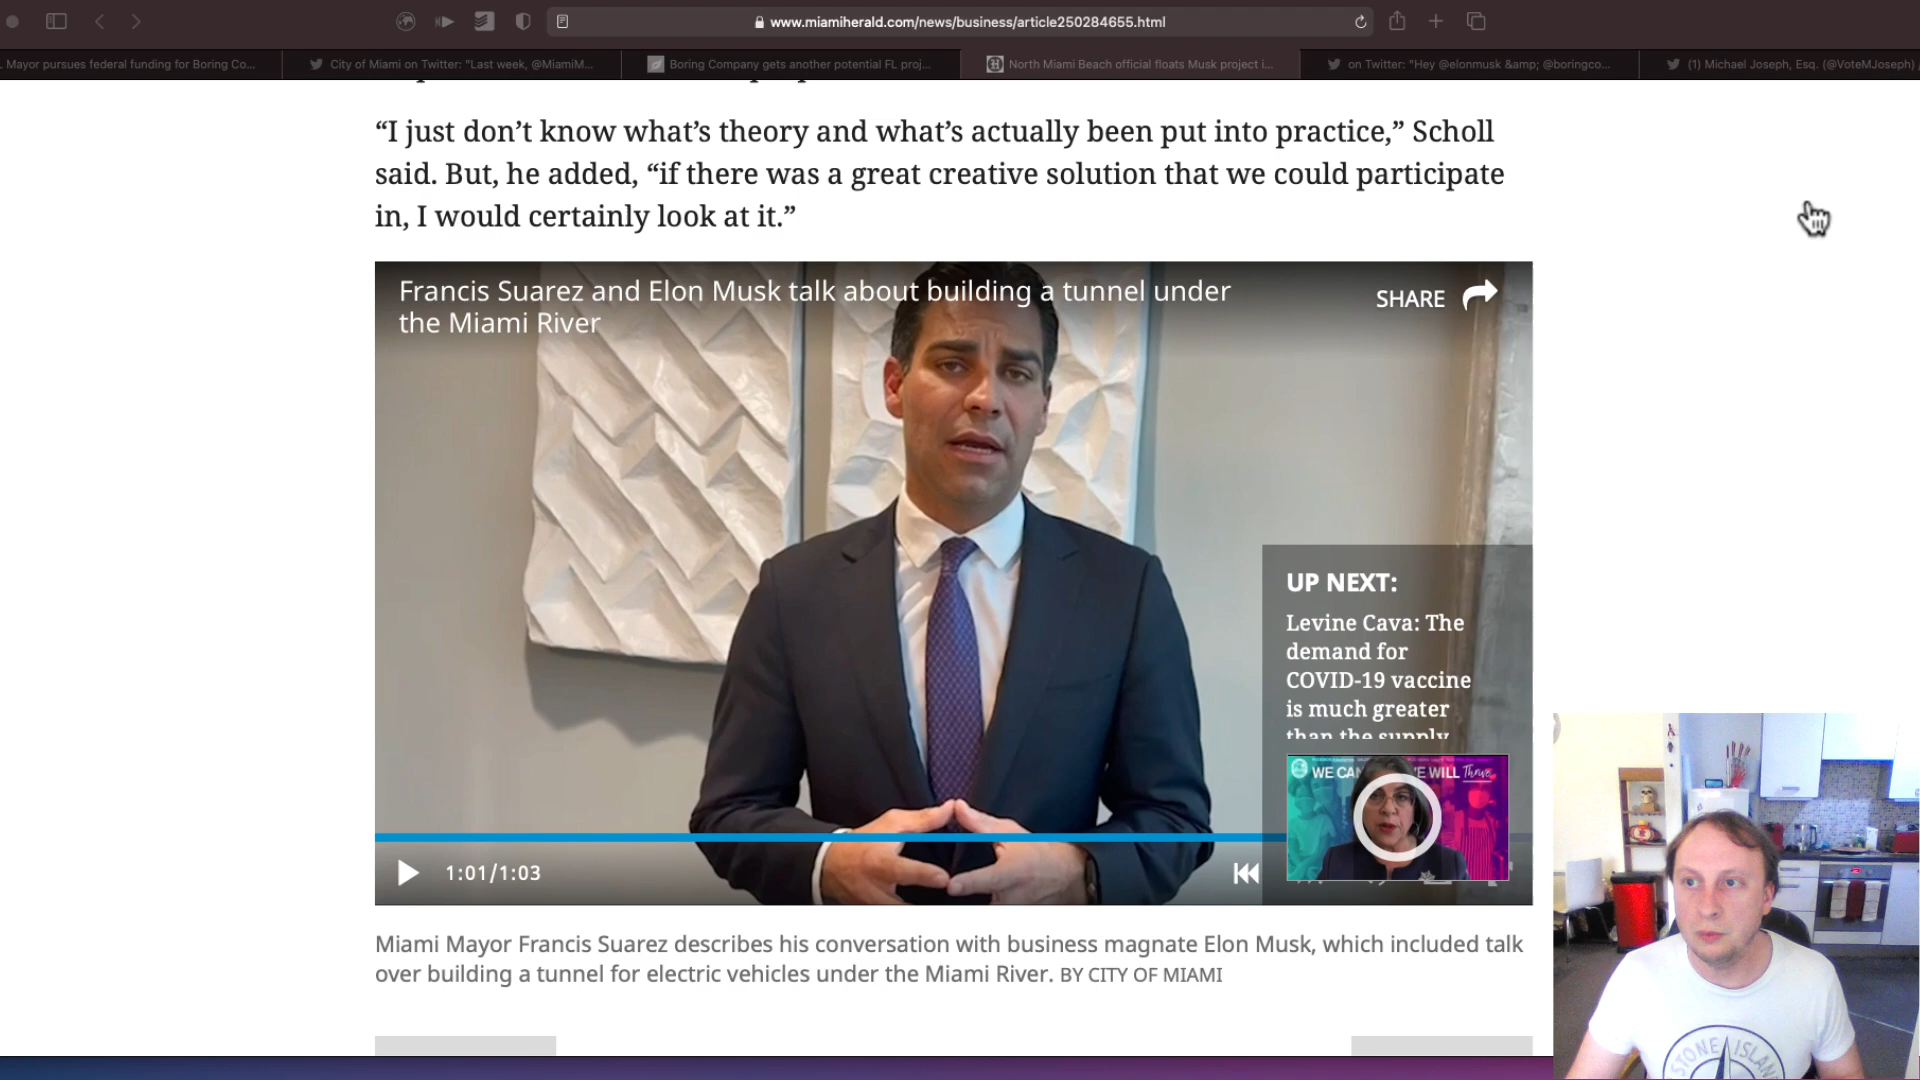 www.miamiherald.com/news/business/article250284655.html
Mayor pursues federal funding for Boring Co...
City of Miami on Twitter: "Last week, @MiamiM...
Boring Company gets another potential FL proj...
North Miami Beach official floats Musk project i...
on Twitter: "Hey @elonmusk &amp; @boringco...
(1) Michael Joseph, Esq. (@VoteMJoseph)
“I just don’t know what’s theory and what’s actually been put into practice,” Scholl
said. But, he added, “if there was a great creative solution that we could participate
in, I would certainly look at it.”
Francis Suarez and Elon Musk talk about building a tunnel under
the Miami River
SHARE
UP NEXT:
Levine Cava: The
demand for
COVID-19 vaccine
is much greater
than the supply
WE CAN WE WILL Thrive
1:01/1:03
Miami Mayor Francis Suarez describes his conversation with business magnate Elon Musk, which included talk
over building a tunnel for electric vehicles under the Miami River. BY CITY OF MIAMI
STONE ISLAND